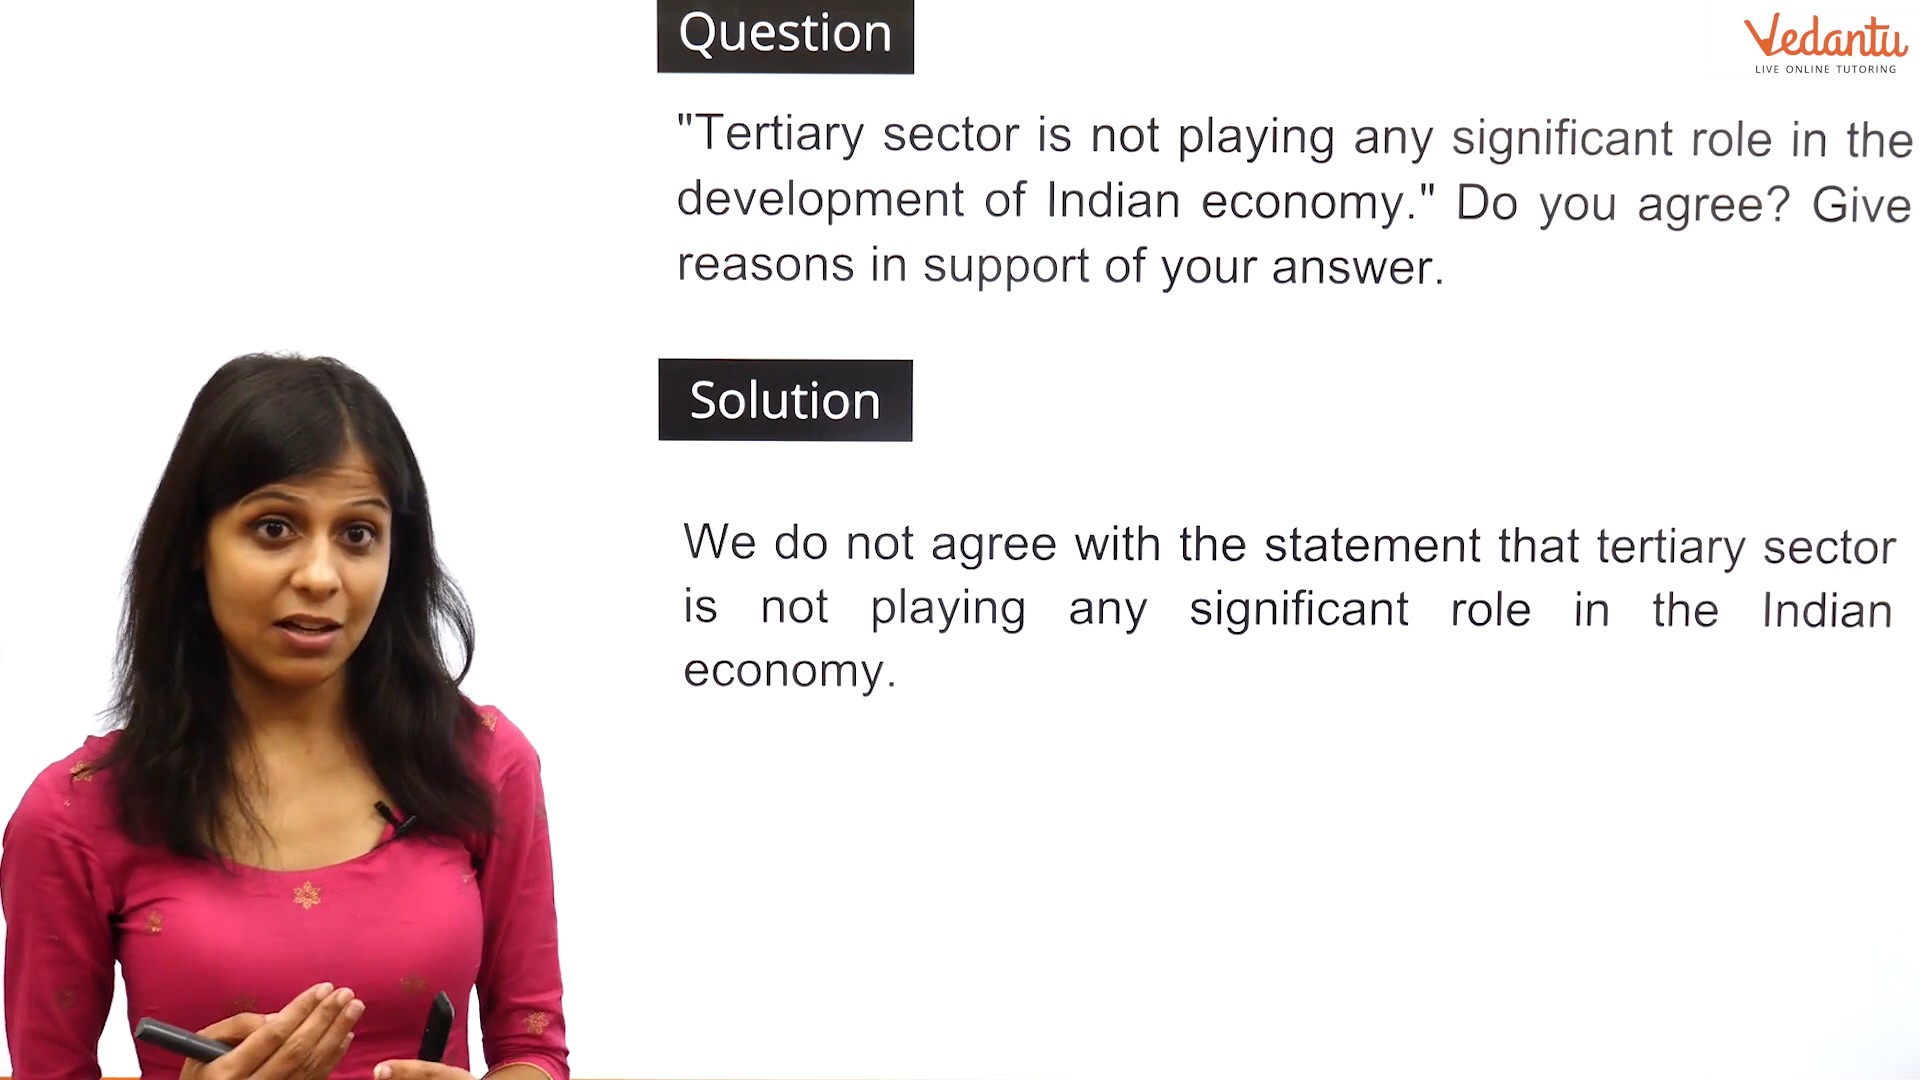 Question
Vedantu
LIVE ONLINE TUTORING
"Tertiary sector is not playing any significant role in the
development of Indian economy." Do you agree? Give
reasons in support of your answer.
Solution
We do not agree with the statement that tertiary sector
is not playing any significant role in the Indian
economy.